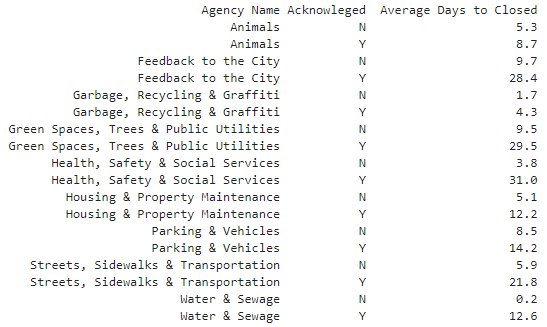 Agency Name Acknowleged Average Days to Closed
Animals N 5.3
Animals Y 8.7
Feedback to the City N 9.7
Feedback to the City Y 28.4
Garbage, Recycling & Graffiti N 1.7
Garbage, Recycling & Graffiti Y 4.3
Green Spaces, Trees & Public Utilities N 9.5
Green Spaces, Trees & Public Utilities Y 29.5
Health, Safety & Social Services N 3.8
Health, Safety & Social Services Y 31.0
Housing & Property Maintenance N 5.1
Housing & Property Maintenance Y 12.2
Parking & Vehicles N 8.5
Parking & Vehicles Y 14.2
Streets, Sidewalks & Transportation N 5.9
Streets, Sidewalks & Transportation Y 21.8
Water & Sewage N 0.2
Water & Sewage Y 12.6